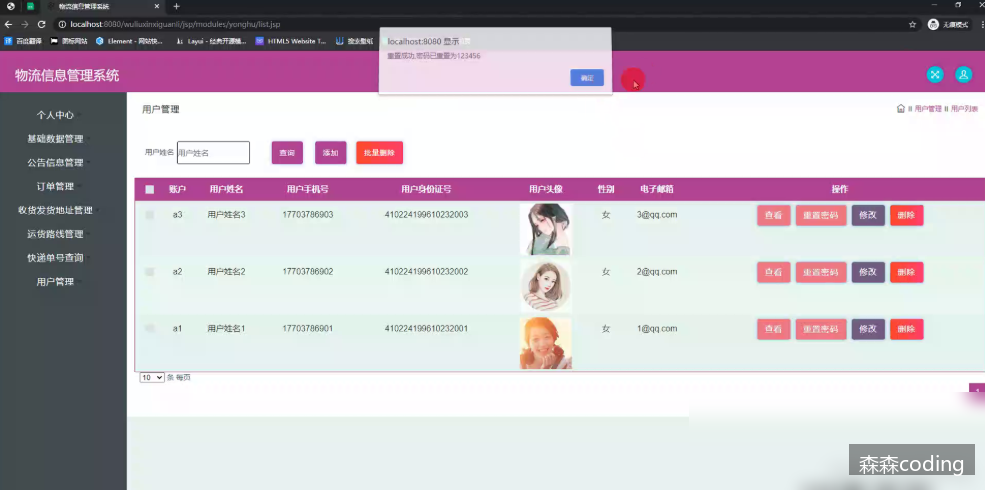 物流信息管理系统
localhost:8080/wuliuxinxiguanli/jsp/modules/yonghu/list.jsp
无痕模式
百度翻译 图标网站 Element - 网站快... Layui - 经典开源模... HTML5 Website T... 搜索壁纸
localhost:8080 显示
重置成功,密码已重置为123456
确定
物流信息管理系统
个人中心
基础数据管理
公告信息管理
订单管理
收货发货地址管理
运货路线管理
快递单号查询
用户管理
用户管理
用户管理 用户列表
用户姓名 用户姓名 查询 添加 批量删除
账户 用户姓名 用户手机号 用户身份证号 用户头像 性别 电子邮箱 操作
a3 用户姓名3 17703786903 410224199610232003 女 3@qq.com 查看 重置密码 修改 删除
a2 用户姓名2 17703786902 410224199610232002 女 2@qq.com 查看 重置密码 修改 删除
a1 用户姓名1 17703786901 410224199610232001 女 1@qq.com 查看 重置密码 修改 删除
10 条 每页
森森coding